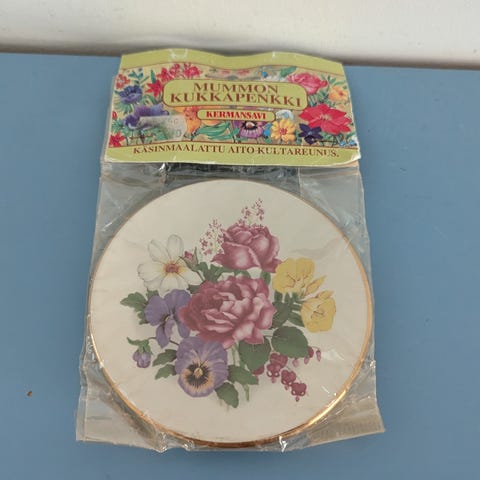 MUMMON
KUKKAPENKKI
KERMANSAVI
KÄSINMAALATTU AITO KULTAREUNUS.